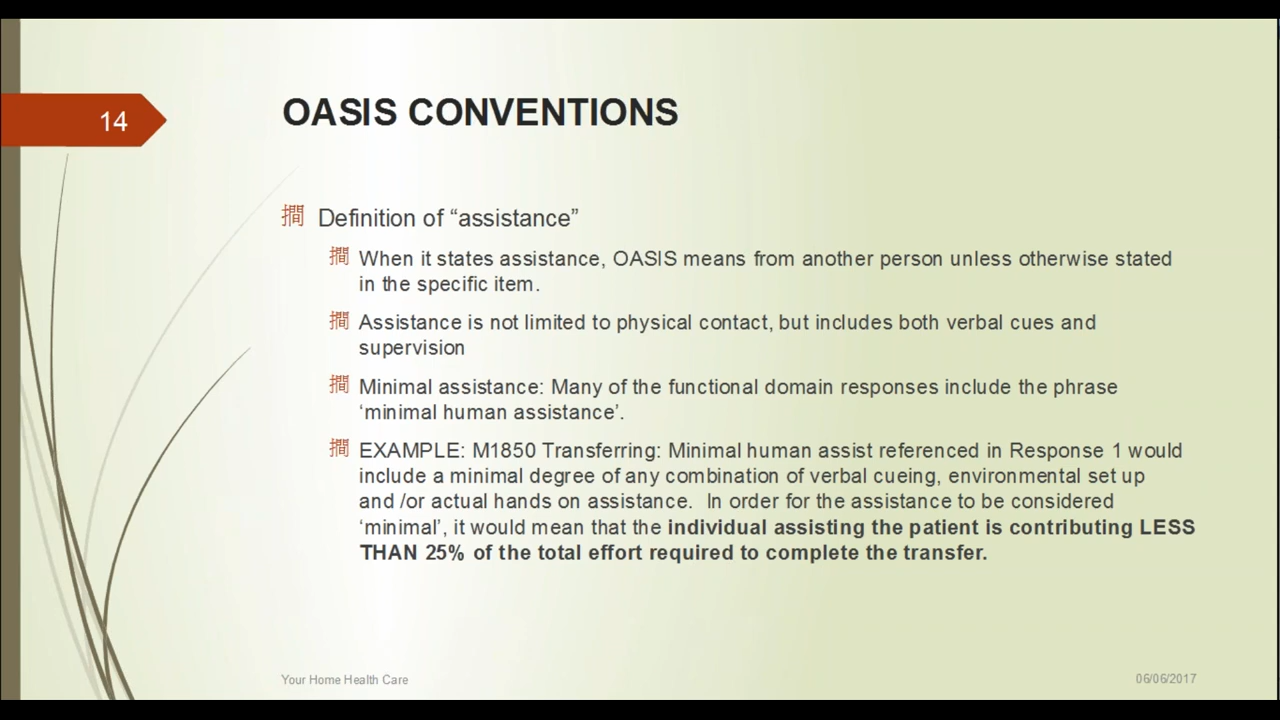 14
OASIS CONVENTIONS
擱 Definition of “assistance”
擱 When it states assistance, OASIS means from another person unless otherwise stated
in the specific item.
擱 Assistance is not limited to physical contact, but includes both verbal cues and
supervision
擱 Minimal assistance: Many of the functional domain responses include the phrase
‘minimal human assistance’.
擱 EXAMPLE: M1850 Transferring: Minimal human assist referenced in Response 1 would
include a minimal degree of any combination of verbal cueing, environmental set up
and /or actual hands on assistance.  In order for the assistance to be considered
‘minimal’, it would mean that the individual assisting the patient is contributing LESS
THAN 25% of the total effort required to complete the transfer.
Your Home Health Care
06/06/2017